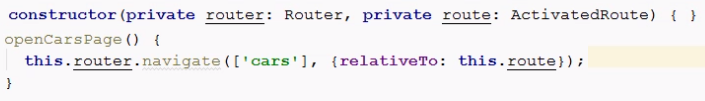 constructor(private router: Router, private route: ActivatedRoute) { }
openCarsPage() {
this.router.navigate(['cars'], {relativeTo: this.route});
}